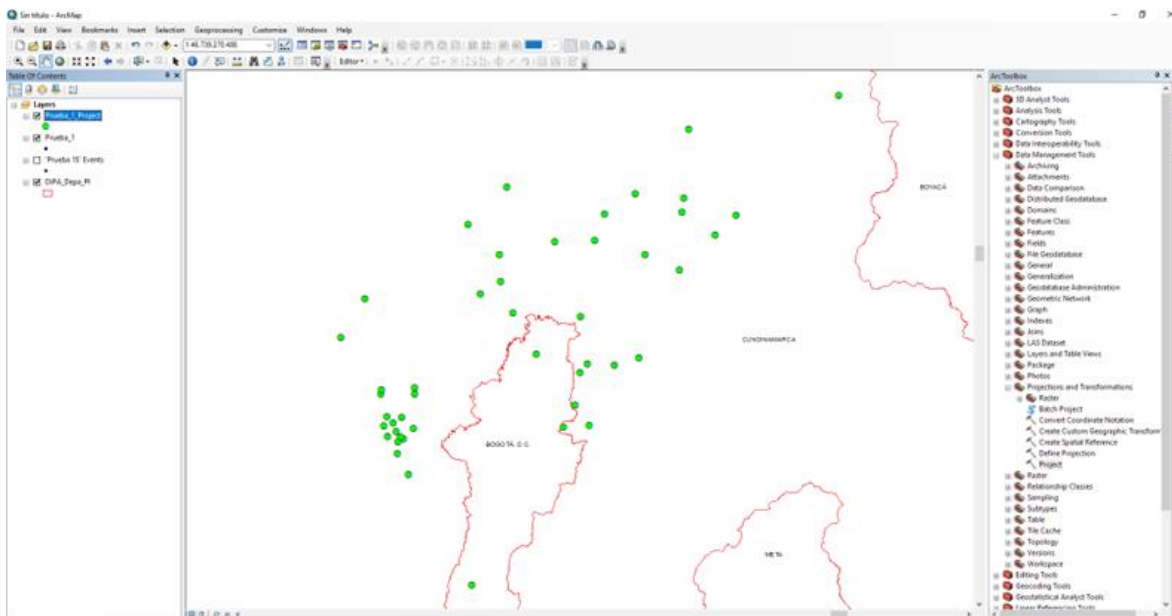 Sin título - ArcMap
File Edit View Bookmarks Insert Selection Geoprocessing Customize Windows Help
Editor
Table Of Contents
Layers
Prueba_1_Project
Prueba_1
'Prueba 15' Events
BOYACÁ
CUNDINAMARCA
BOGOTÁ, D.C.
META
ArcToolbox
ArcToolbox
3D Analyst Tools
Analysis Tools
Cartography Tools
Conversion Tools
Data Interoperability Tools
Data Management Tools
Archiving
Attachments
Data Comparison
Distributed Geodatabase
Domains
Feature Class
Features
Fields
File Geodatabase
General
Generalization
Geodatabase Administration
Geometric Network
Graph
Indexes
Joins
LAS Dataset
Layers and Table Views
Package
Photos
Projections and Transformations
Raster
Batch Project
Convert Coordinate Notation
Create Custom Geographic Transform
Create Spatial Reference
Define Projection
Project
Raster
Relationship Classes
Sampling
Subtypes
Table
Tile Cache
Topology
Versions
Workspace
Editing Tools
Geocoding Tools
Geostatistical Analyst Tools
Linear Referencing Tools